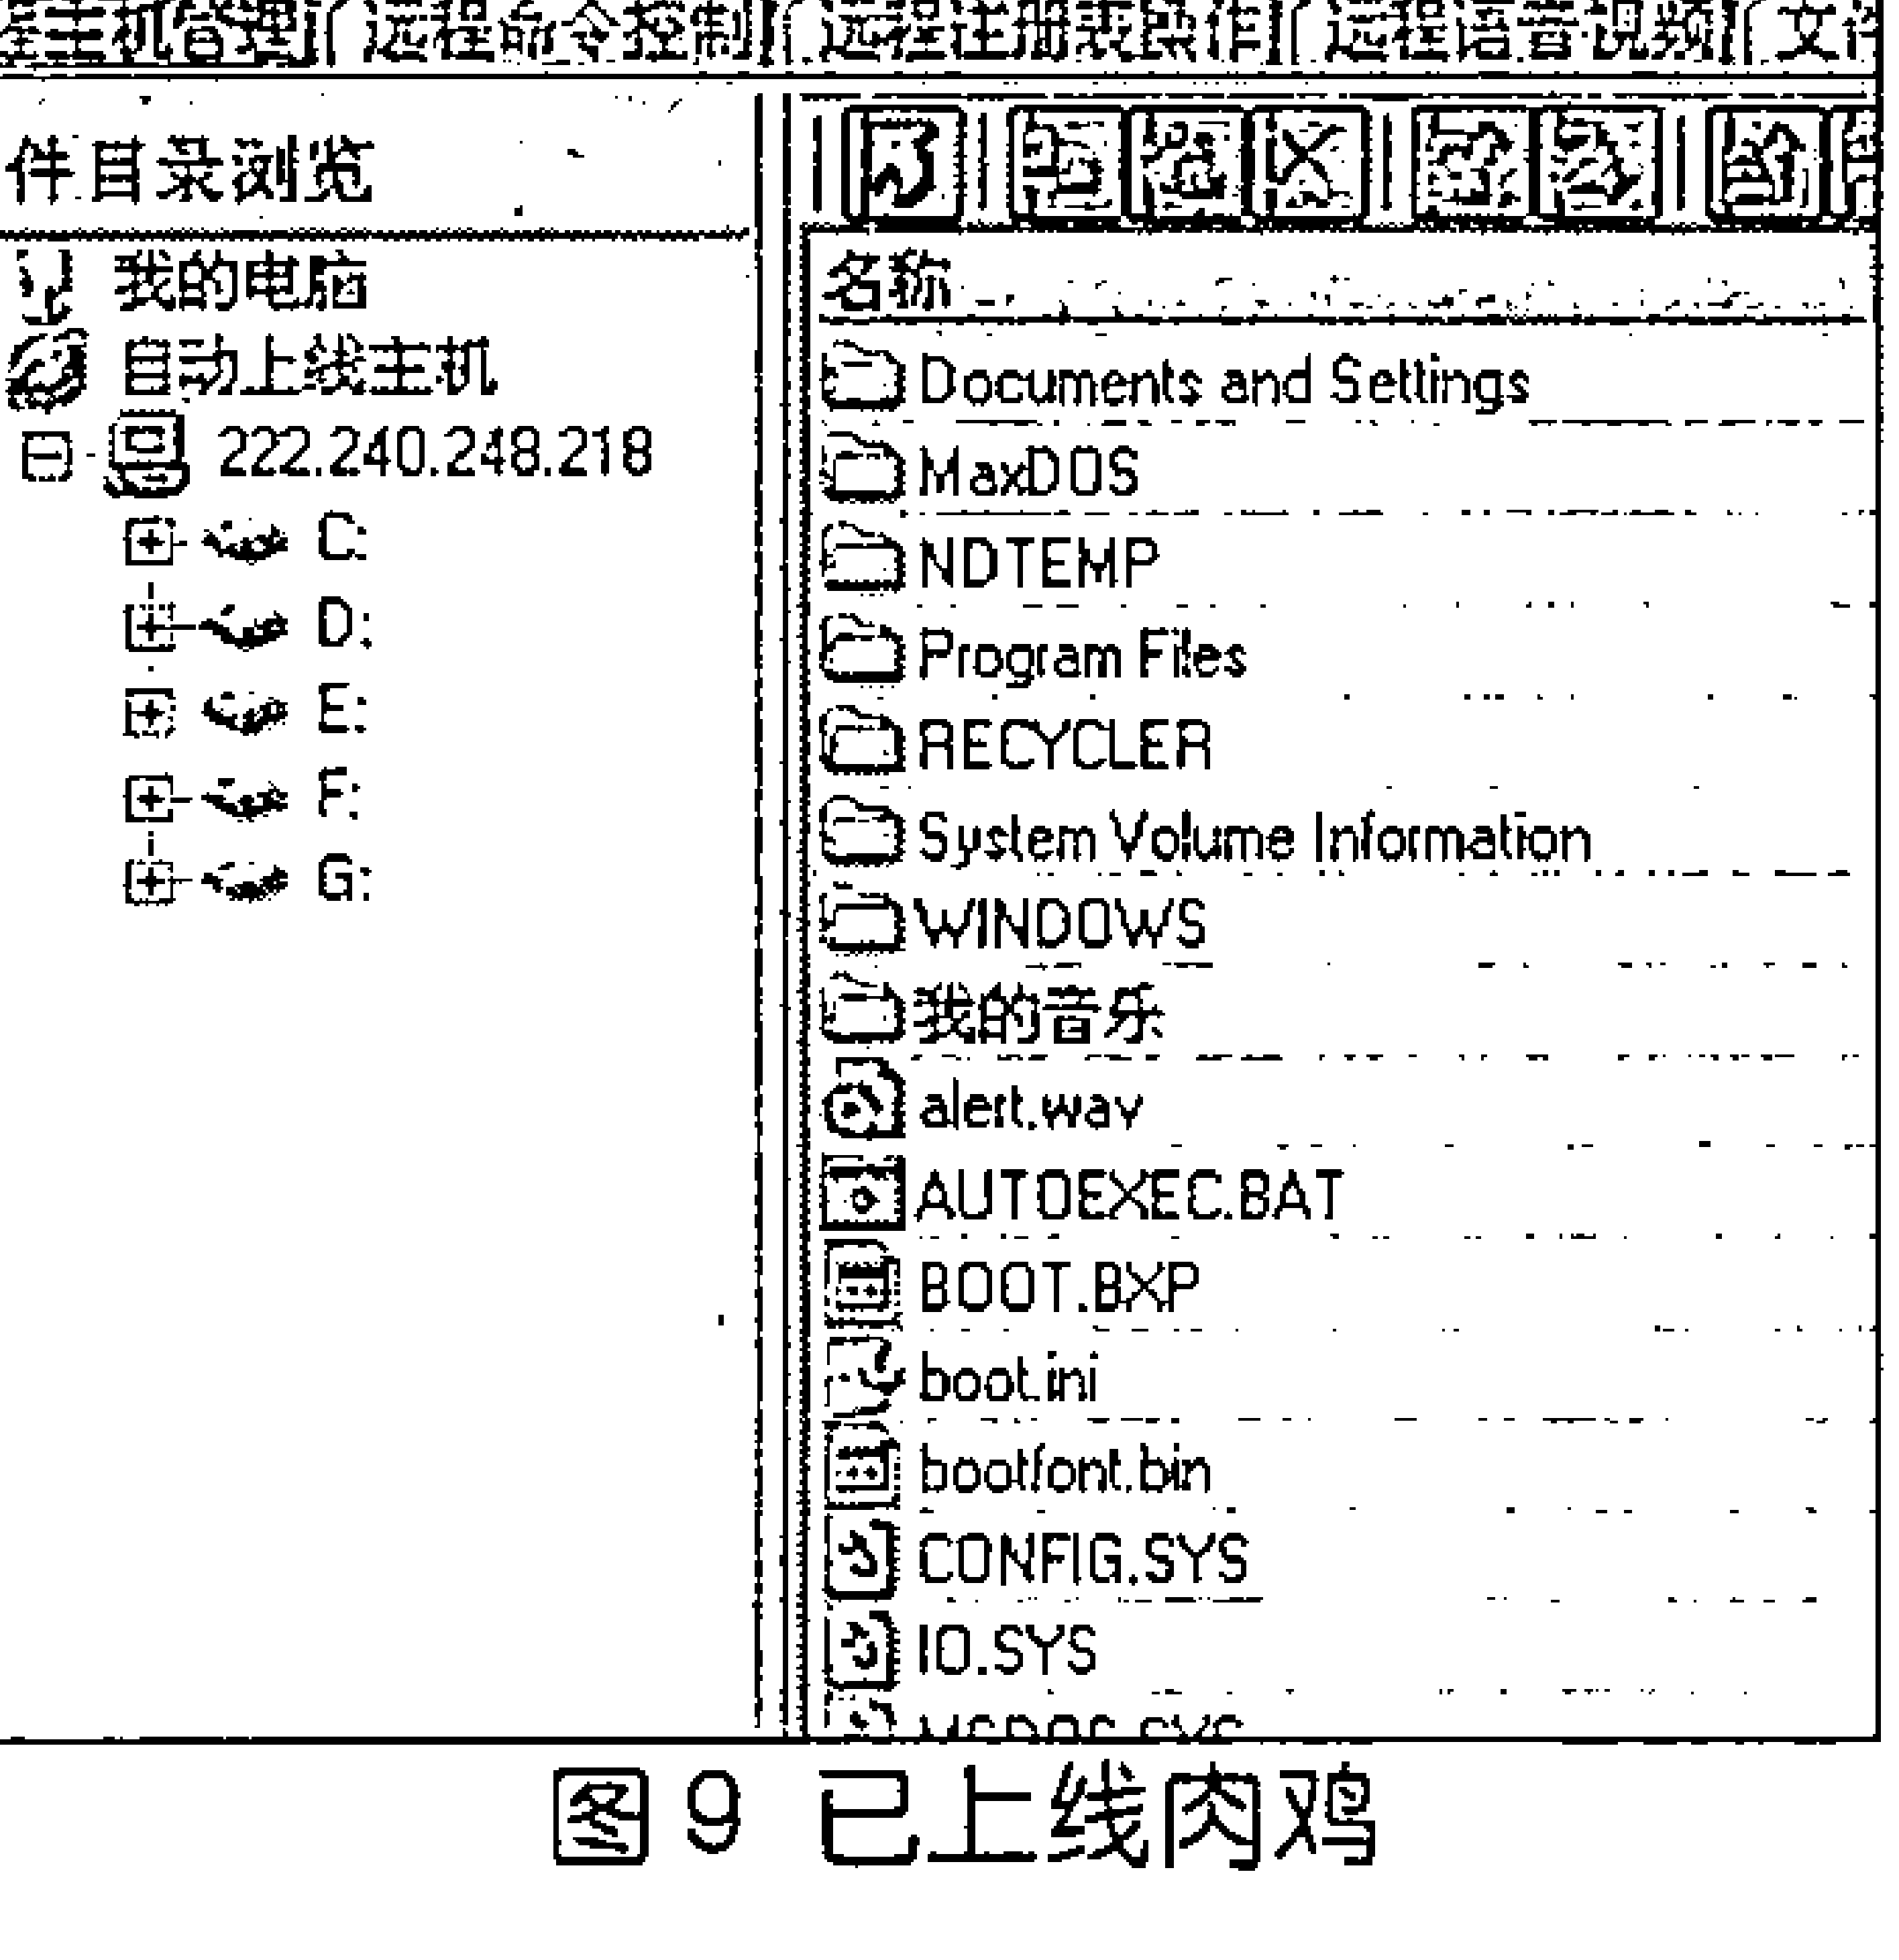 主机管理 远程命令控制 远程注册表操作 远程语音视频
件目录浏览
我的电脑
自动上线主机
222.240.248.218
C:
D:
E:
F:
G:
名称
Documents and Settings
MaxDOS
NDTEMP
Program Files
RECYCLER
System Volume Information
WINDOWS
我的音乐
alert.wav
AUTOEXEC.BAT
BOOT.BXP
boot.ini
bootfont.bin
CONFIG.SYS
IO.SYS
MSDOS.SYS
图9 已上线肉鸡